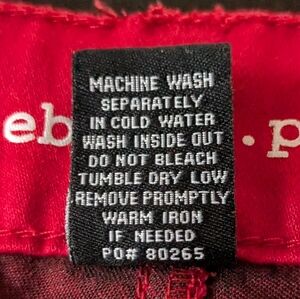 MACHINE WASH
SEPARATELY
IN COLD WATER
WASH INSIDE OUT
DO NOT BLEACH
TUMBLE DRY LOW
REMOVE PROMPTLY
WARM IRON
IF NEEDED
PO# 80265
eb .p